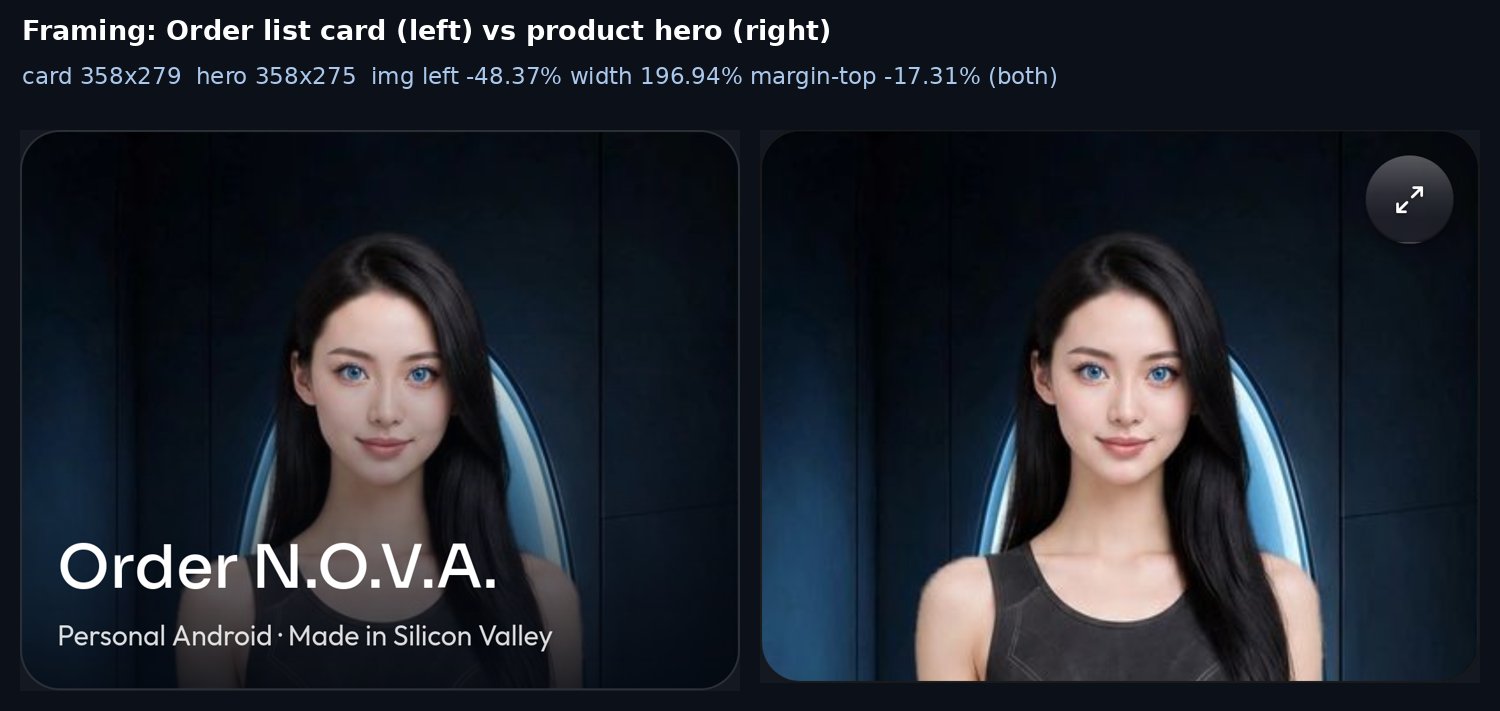 Framing: Order list card (left) vs product hero (right)
card 358x279  hero 358x275  img left -48.37% width 196.94% margin-top -17.31% (both)
Order N.O.V.A.
Personal Android · Made in Silicon Valley